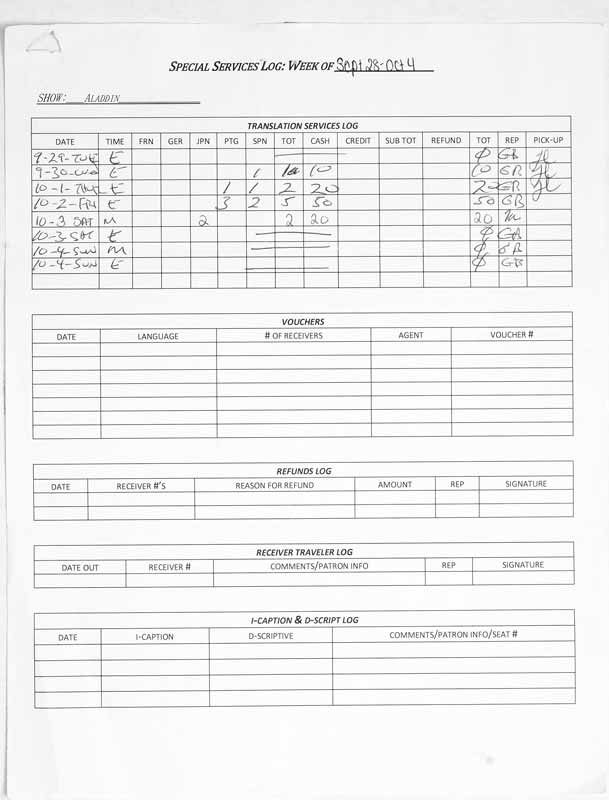 SPECIAL SERVICES LOG: WEEK OF Sept 28-Oct 4
SHOW: ALADDIN
TRANSLATION SERVICES LOG
DATE TIME FRN GER JPN PTG SPN TOT CASH CREDIT SUB TOT REFUND TOT REP PICK-UP
9-29-TUE E Ø GB
9-30-WED E 1 10 10 GB
10-1-THUR E 1 1 2 20 20 GB
10-2-FRI E 3 2 5 50 50 GB
10-3 SAT M 2 2 20 20
10-3-SAT E Ø GB
10-4-SUN M Ø GB
10-4-SUN E Ø GB
VOUCHERS
DATE LANGUAGE # OF RECEIVERS AGENT VOUCHER #
REFUNDS LOG
DATE RECEIVER #'S REASON FOR REFUND AMOUNT REP SIGNATURE
RECEIVER TRAVELER LOG
DATE OUT RECEIVER # COMMENTS/PATRON INFO REP SIGNATURE
I-CAPTION & D-SCRIPT LOG
DATE I-CAPTION D-SCRIPTIVE COMMENTS/PATRON INFO/SEAT #